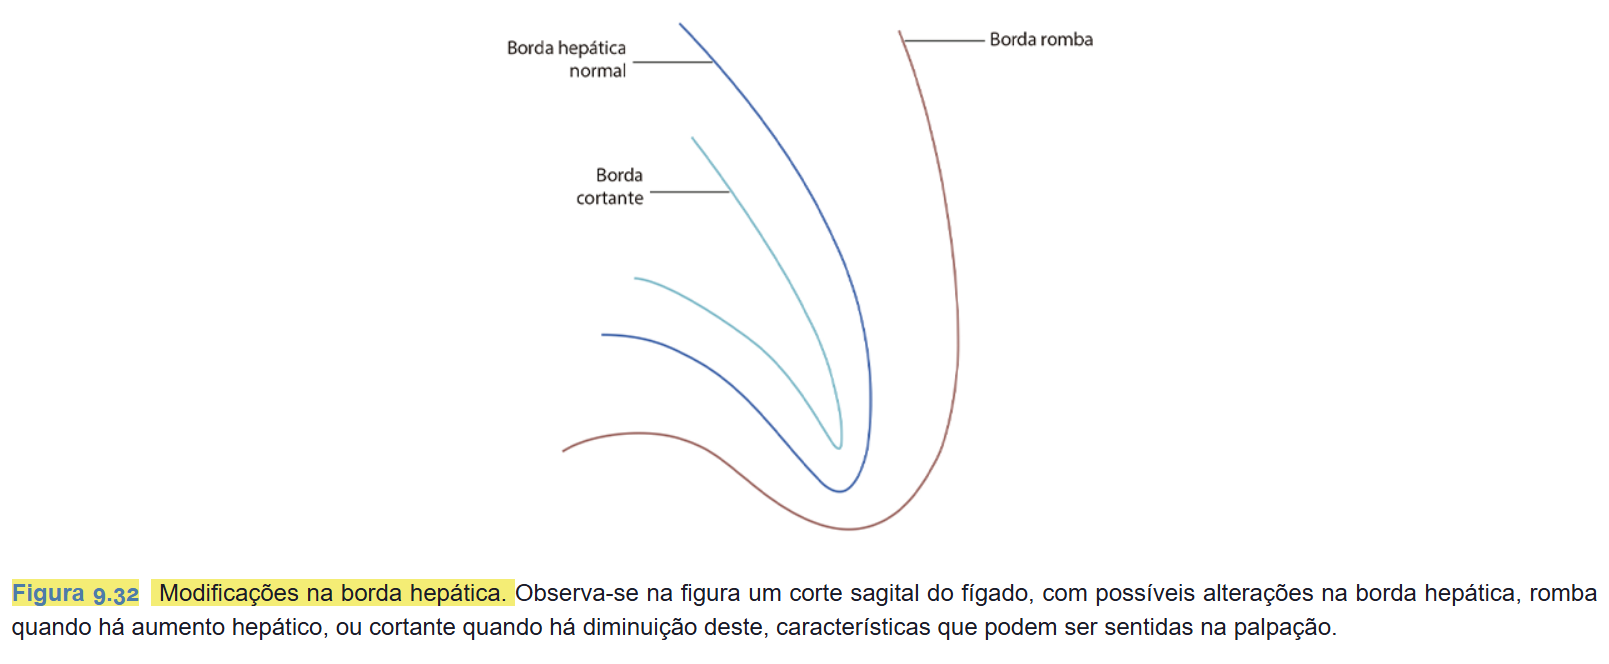 Borda hepática
normal
Borda romba
Borda
cortante
Figura 9.32 Modificações na borda hepática. Observa-se na figura um corte sagital do fígado, com possíveis alterações na borda hepática, romba
quando há aumento hepático, ou cortante quando há diminuição deste, características que podem ser sentidas na palpação.